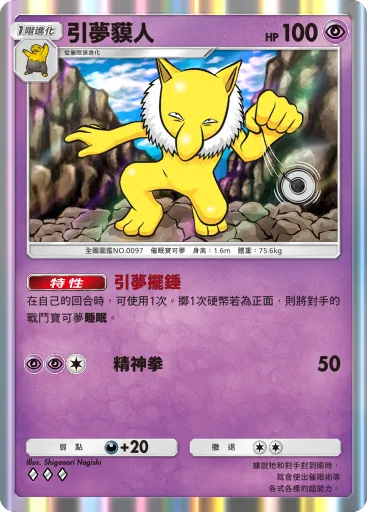 1階進化
引夢貘人
HP 100
從催眠貘進化
全國圖鑑NO.0097 催眠寶可夢 身高：1.6m 體重：75.6kg
特性 引夢擺錘
在自己的回合時，可使用1次。擲1次硬幣若為正面，則將對手的
戰鬥寶可夢睡眠。
精神拳 50
弱點 +20
撤退
Illus. Shigenori Negishi
據說牠和對手對到眼時，
就會使出催眠術等
各式各樣的超能力。